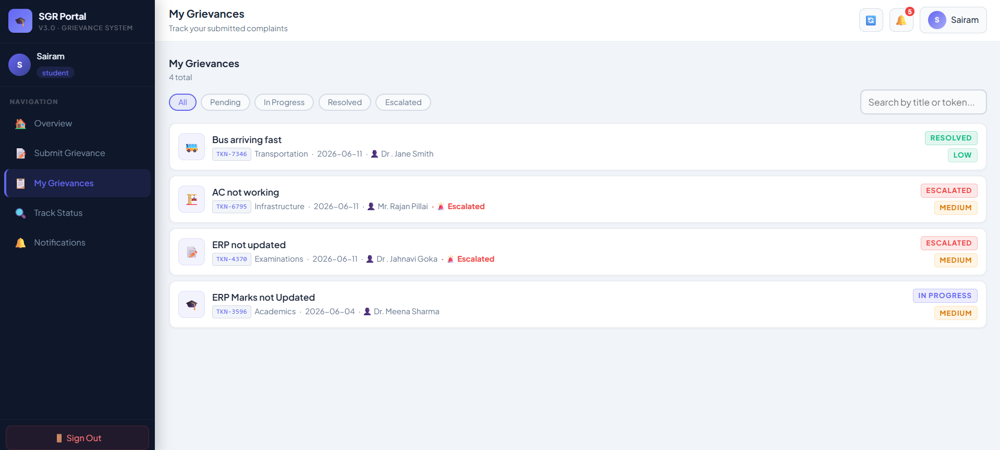 SGR Portal
V3.0 · GRIEVANCE SYSTEM
S
Sairam
student
NAVIGATION
Overview
Submit Grievance
My Grievances
Track Status
Notifications
Sign Out
My Grievances
Track your submitted complaints
5
S
Sairam
My Grievances
4 total
All
Pending
In Progress
Resolved
Escalated
Search by title or token...
Bus arriving fast
TKN-7346 Transportation · 2026-06-11 · Dr . Jane Smith
RESOLVED
LOW
AC not working
TKN-6795 Infrastructure · 2026-06-11 · Mr. Rajan Pillai · Escalated
ESCALATED
MEDIUM
ERP not updated
TKN-4370 Examinations · 2026-06-11 · Dr . Jahnavi Goka · Escalated
ESCALATED
MEDIUM
ERP Marks not Updated
TKN-3596 Academics · 2026-06-04 · Dr. Meena Sharma
IN PROGRESS
MEDIUM